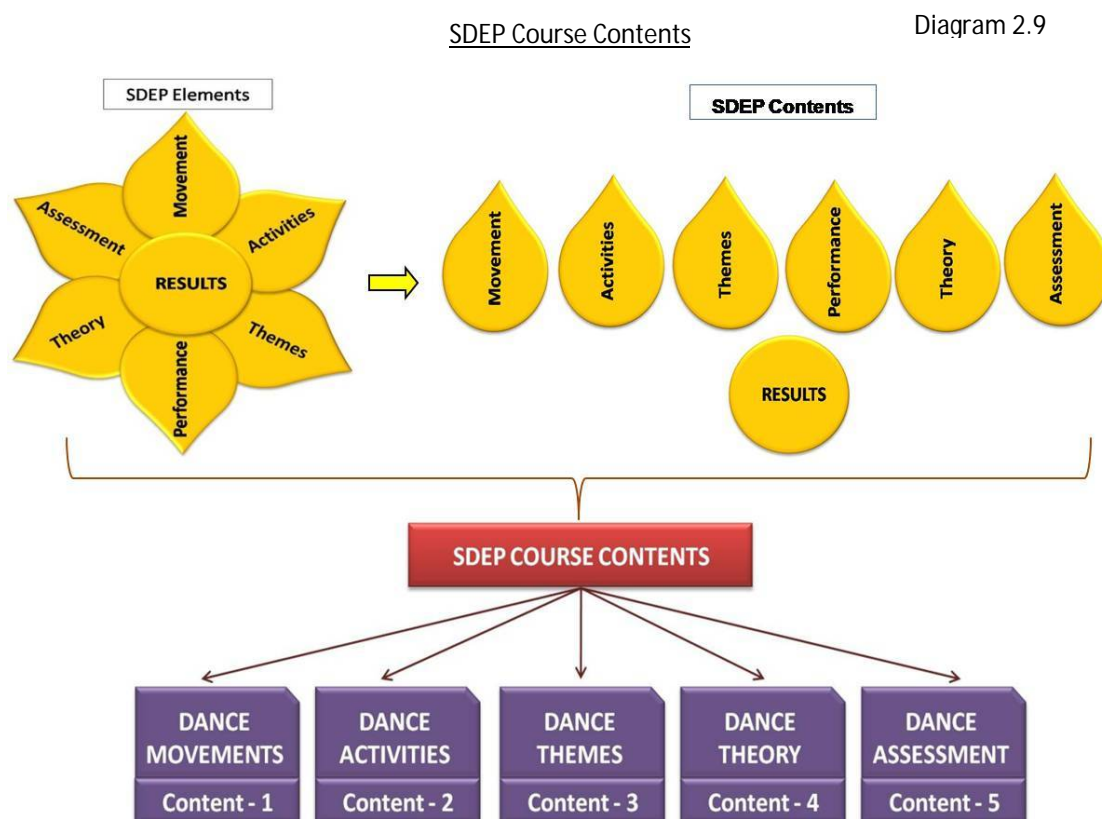 SDEP Course Contents
Diagram 2.9
SDEP Elements
Movement
Activities
Themes
Performance
Theory
Assessment
RESULTS
SDEP Contents
Movement
Activities
Themes
Performance
Theory
Assessment
RESULTS
SDEP COURSE CONTENTS
DANCE
MOVEMENTS
Content - 1
DANCE
ACTIVITIES
Content - 2
DANCE
THEMES
Content - 3
DANCE
THEORY
Content - 4
DANCE
ASSESSMENT
Content - 5